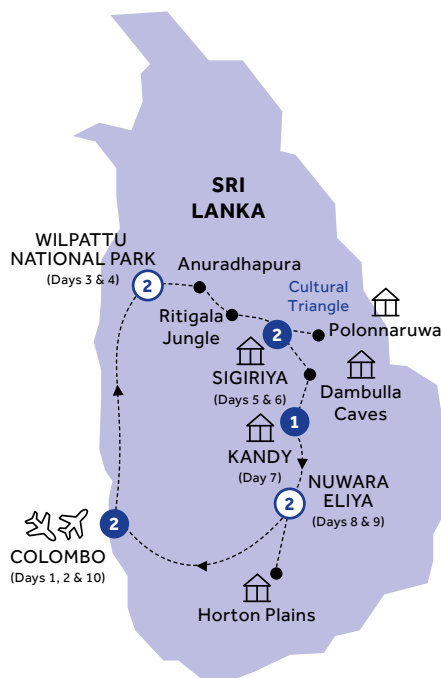 SRI
LANKA
WILPATTU
NATIONAL PARK
(Days 3 & 4)
2
Anuradhapura
Ritigala
Jungle
Cultural
Triangle
2
Polonnaruwa
SIGIRIYA
(Days 5 & 6)
Dambulla
Caves
1
KANDY
(Day 7)
2
NUWARA
ELIYA
(Days 8 & 9)
2
COLOMBO
(Days 1, 2 & 10)
Horton Plains